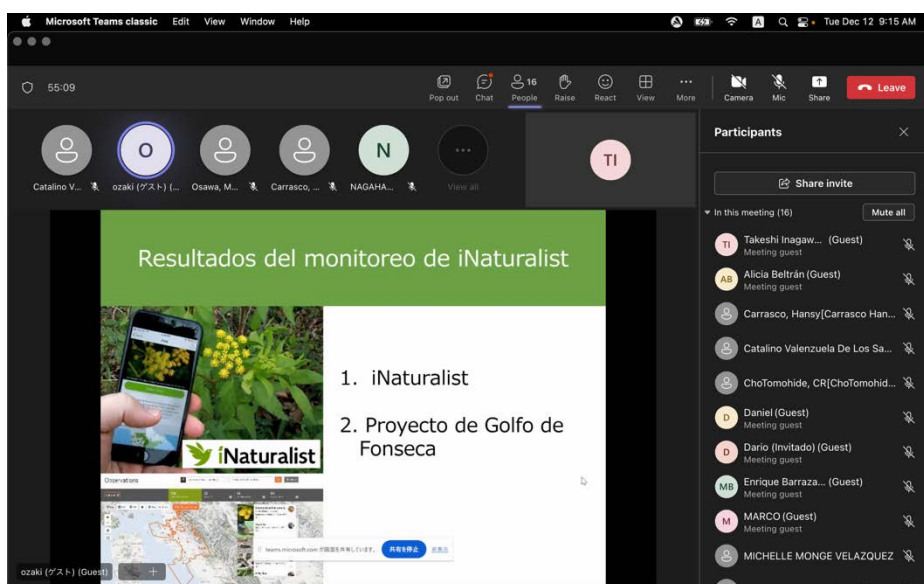 Microsoft Teams classic Edit View Window Help
A
Tue Dec 12 9:15 AM
55:09
Pop out
Chat
16
People
Raise
React
View
More
Camera
Mic
Share
Leave
O
N
...
TI
Catalino V...
ozaki (ゲスト) (...
Osawa, M...
Carrasco, ...
NAGAHA...
View all
Resultados del monitoreo de iNaturalist
1. iNaturalist
2. Proyecto de Golfo de
Fonseca
iNaturalist
Observations
teams.microsoft.com が画面を共有しています。
共有を停止
ozaki (ゲスト) (Guest)
Participants
Share invite
In this meeting (16)
Mute all
TI
Takeshi Inagaw... (Guest)
Meeting guest
AB
Alicia Beltrán (Guest)
Meeting guest
Carrasco, Hansy[Carrasco Han...
Catalino Valenzuela De Los Sa...
ChoTomohide, CR[ChoTomohid...
D
Daniel (Guest)
Meeting guest
D
Dario (Invitado) (Guest)
Meeting guest
MB
Enrique Barraza... (Guest)
Meeting guest
M
MARCO (Guest)
Meeting guest
MICHELLE MONGE VELAZQUEZ